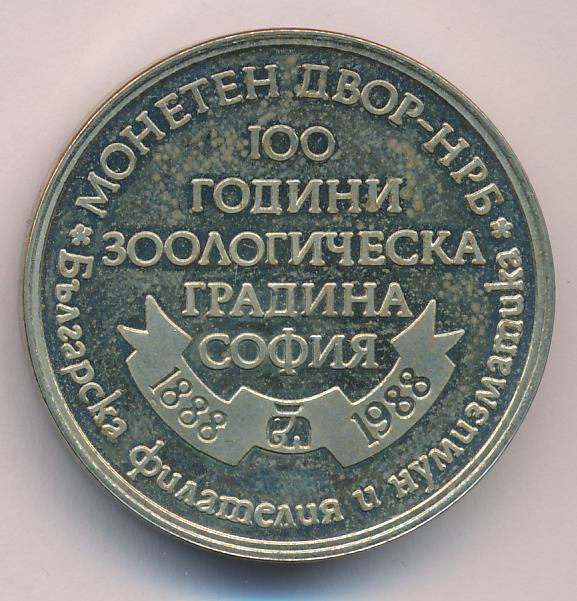 * МОНЕТЕН ДВОР-НРБ *
100
ГОДИНИ
ЗООЛОГИЧЕСКА
ГРАДИНА
СОФИЯ
1888 1988
Българска филателия и нумизматика